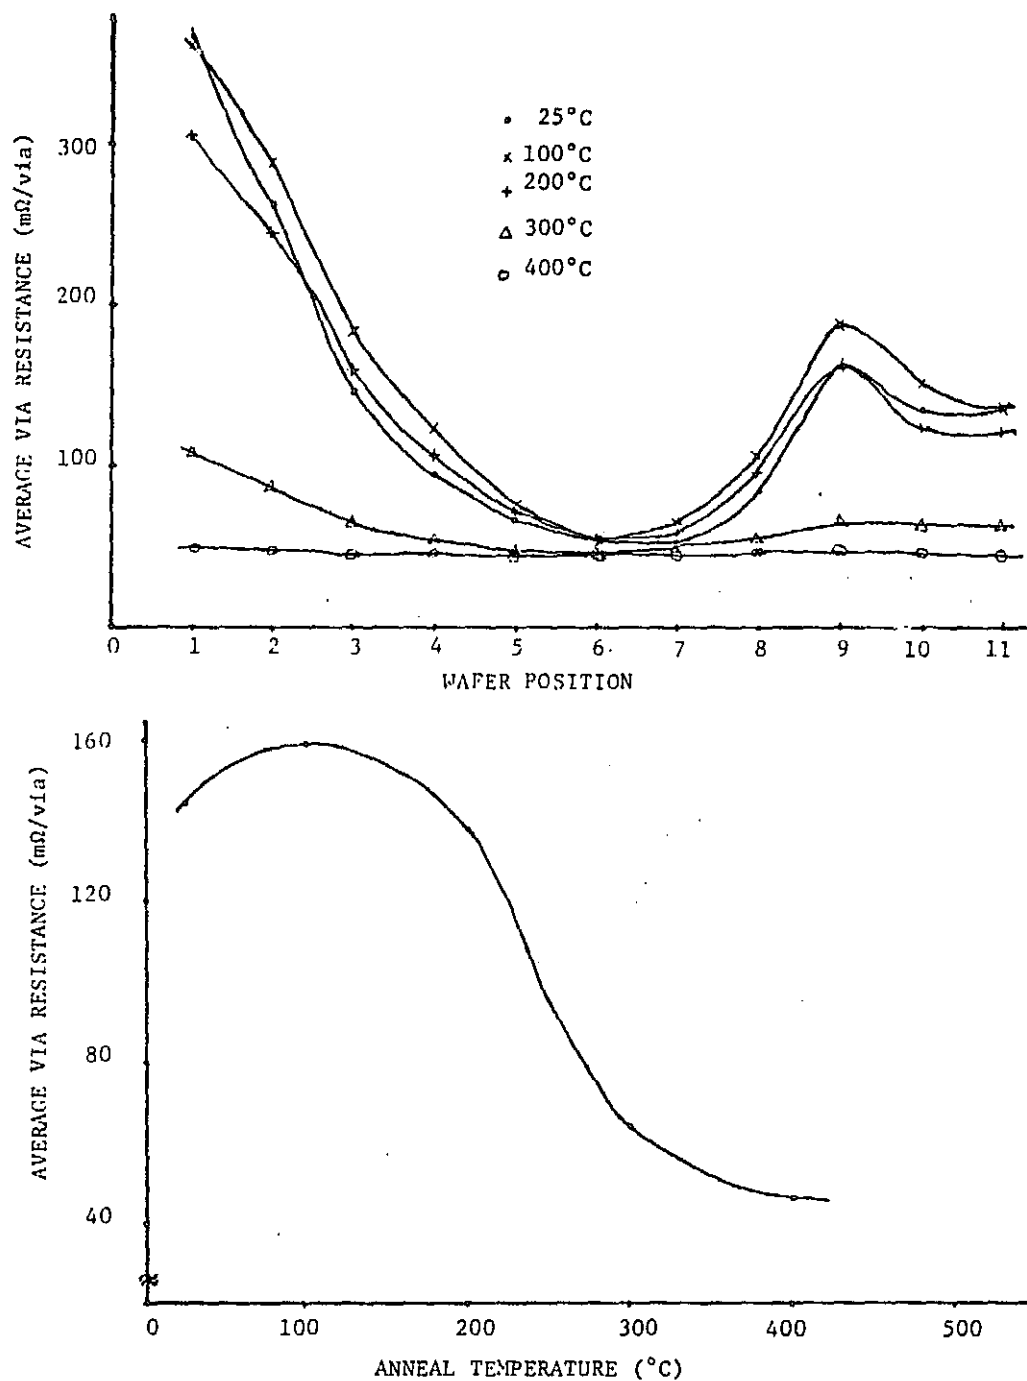 AVERAGE VIA RESISTANCE (mΩ/via)
300
200
100
• 25°C
x 100°C
+ 200°C
△ 300°C
o 400°C
0 1 2 3 4 5 6 7 8 9 10 11
WAFER POSITION
AVERAGE VIA RESISTANCE (mΩ/via)
160
120
80
40
0 100 200 300 400 500
ANNEAL TEMPERATURE (°C)